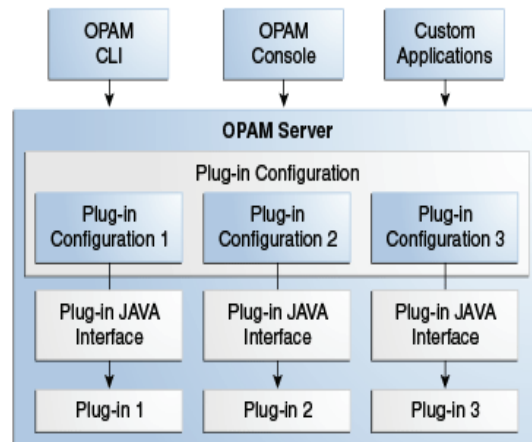 OPAM
CLI
OPAM
Console
Custom
Applications
OPAM Server
Plug-in Configuration
Plug-in
Configuration 1
Plug-in
Configuration 2
Plug-in
Configuration 3
Plug-in JAVA
Interface
Plug-in JAVA
Interface
Plug-in JAVA
Interface
Plug-in 1
Plug-in 2
Plug-in 3